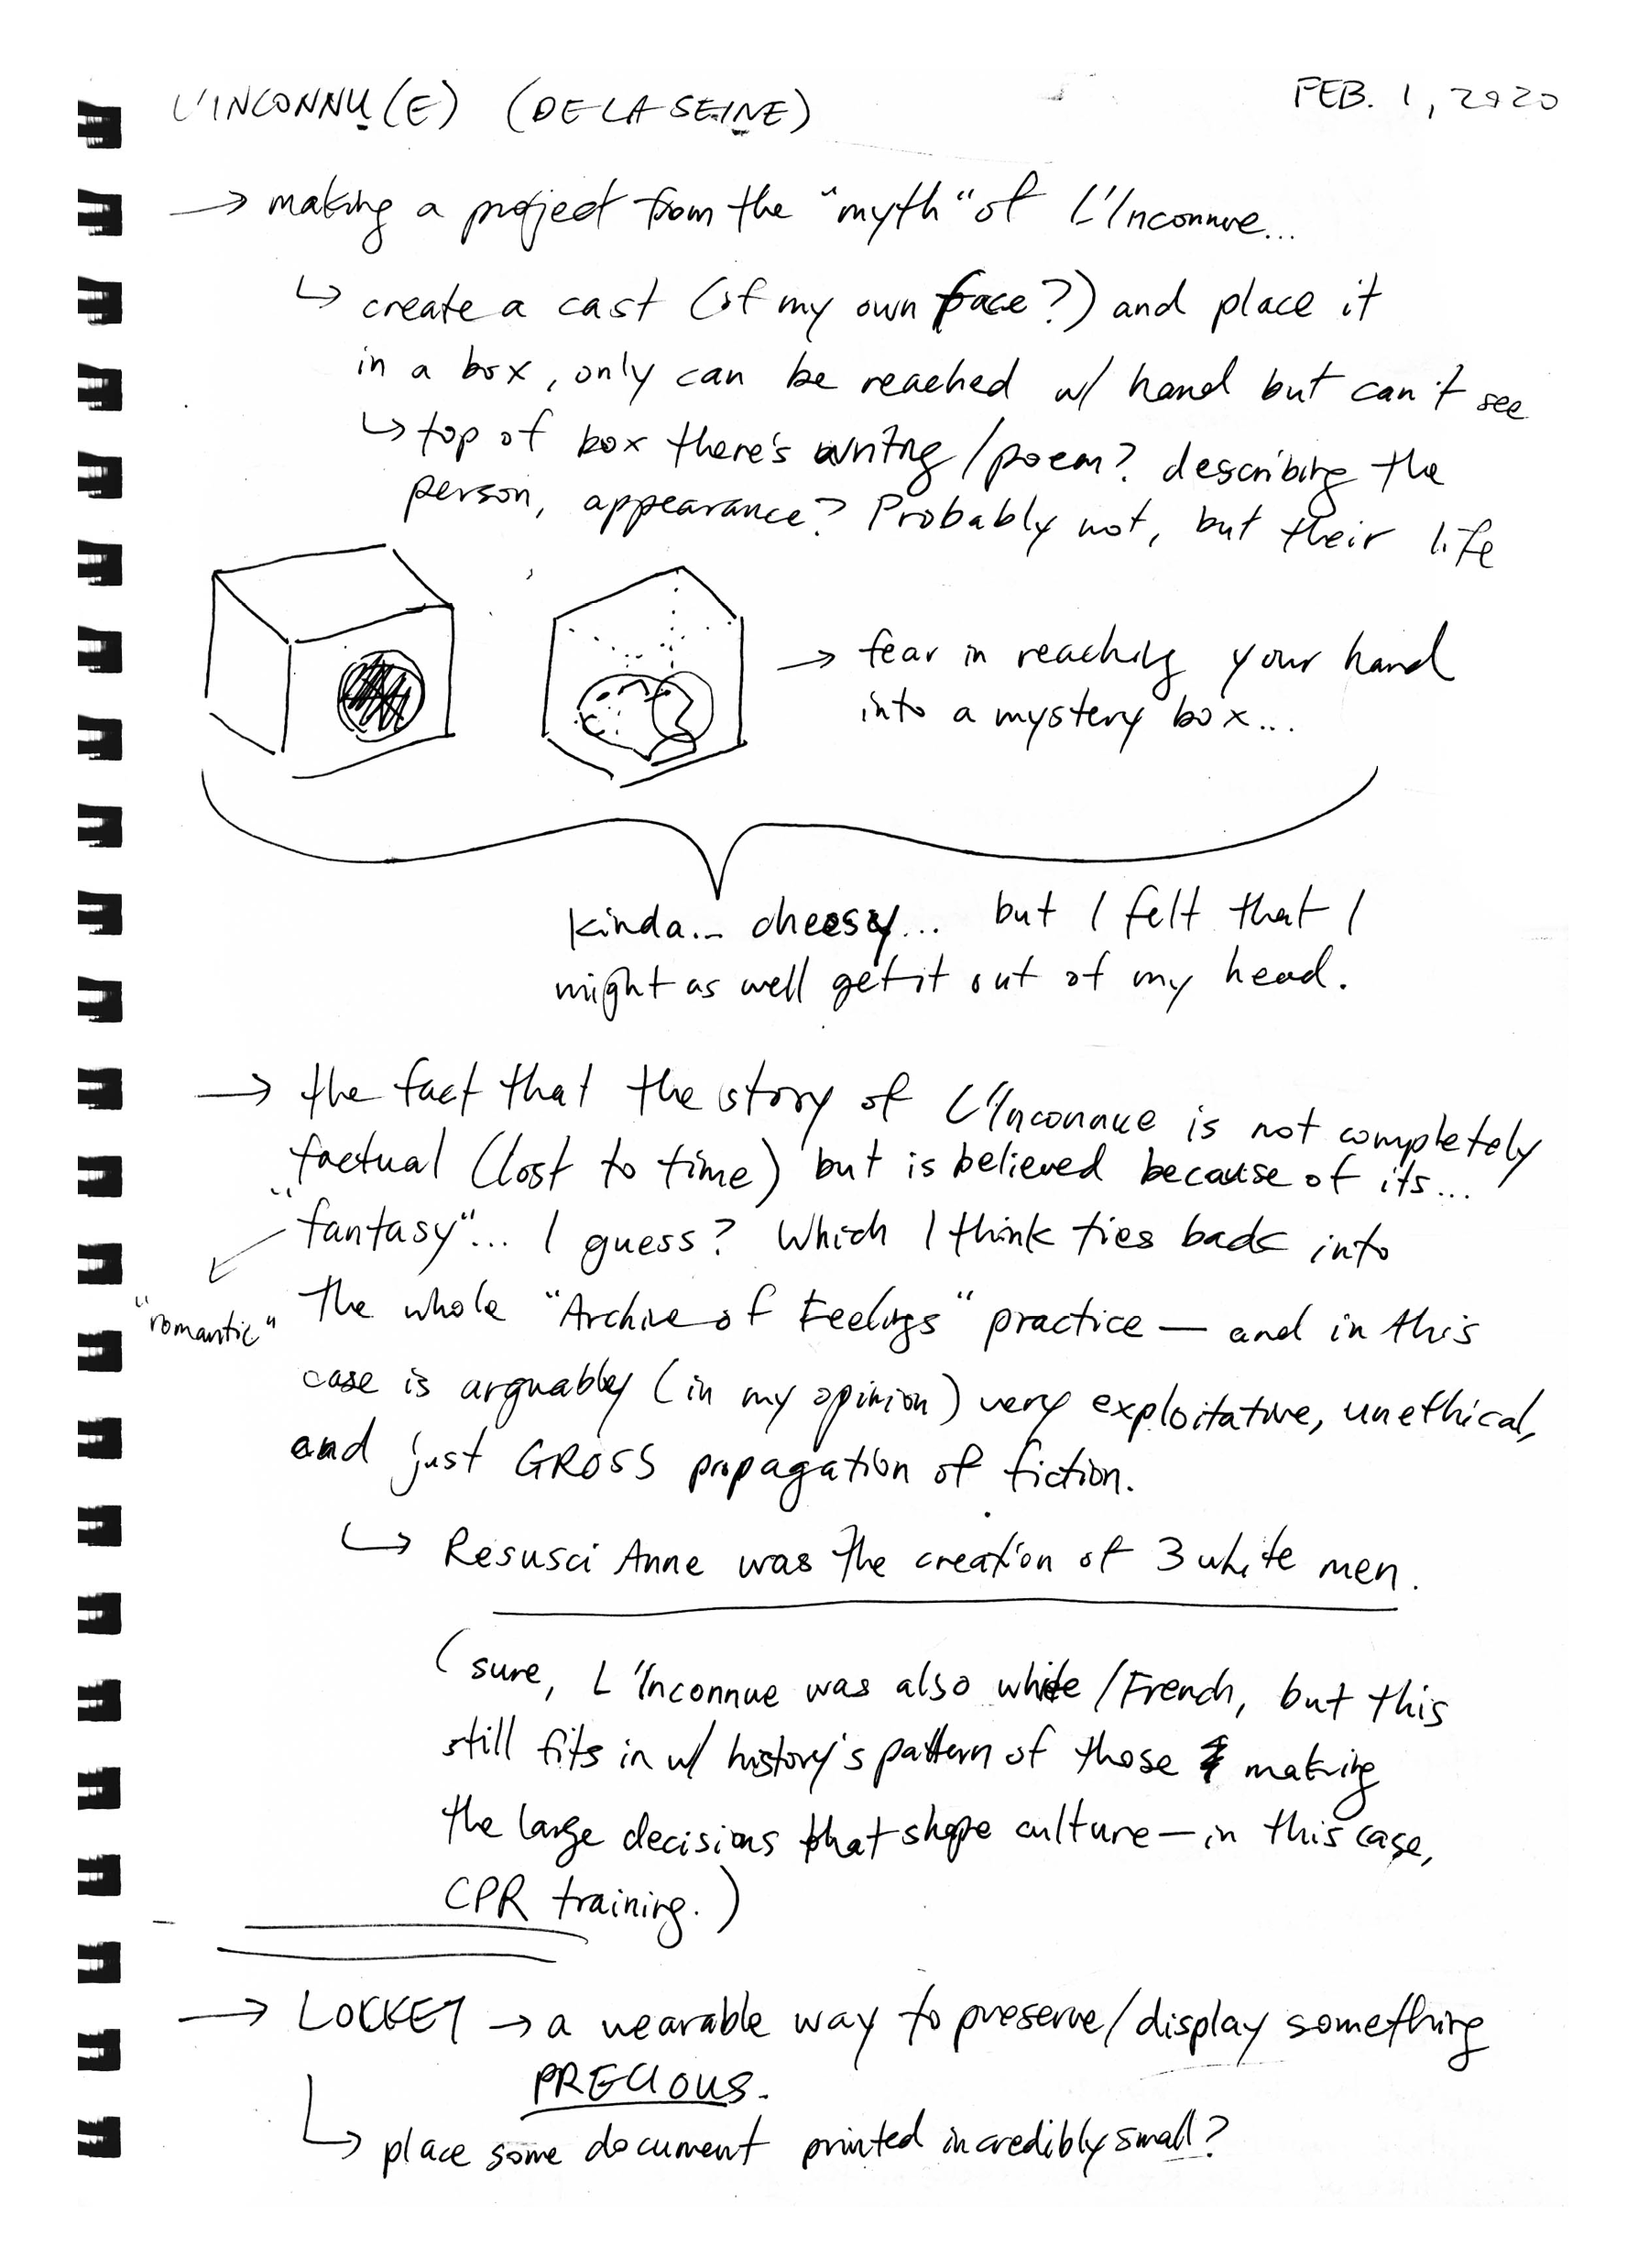 L'INCONNU(E) (DE LA SEINE)
FEB. 1, 2020
→ making a project from the "myth" of L'Inconnue...
↳ create a cast (of my own face?) and place it
in a box, only can be reached w/ hand but can't see
↳ top of box there's writing/poem? describing the
person, appearance? Probably not, but their life
→ fear in reaching your hand
into a mystery box...
kinda... cheesy... but I felt that I
might as well get it out of my head.
→ the fact that the story of L'Inconnue is not completely
factual (lost to time) but is believed because of its...
"fantasy"... I guess? Which I think ties back into
"romantic"
the whole "Archive of Feelings" practice — and in this
case is arguably (in my opinion) very exploitative, unethical,
and just GROSS propagation of fiction.
↳ Resusci Anne was the creation of 3 white men.
(sure, L'Inconnue was also white/French, but this
still fits in w/ history's pattern of those making
the large decisions that shape culture — in this case,
CPR training.)
→ LOCKET → a wearable way to preserve/display something
PRECIOUS.
↳ place some document printed incredibly small?